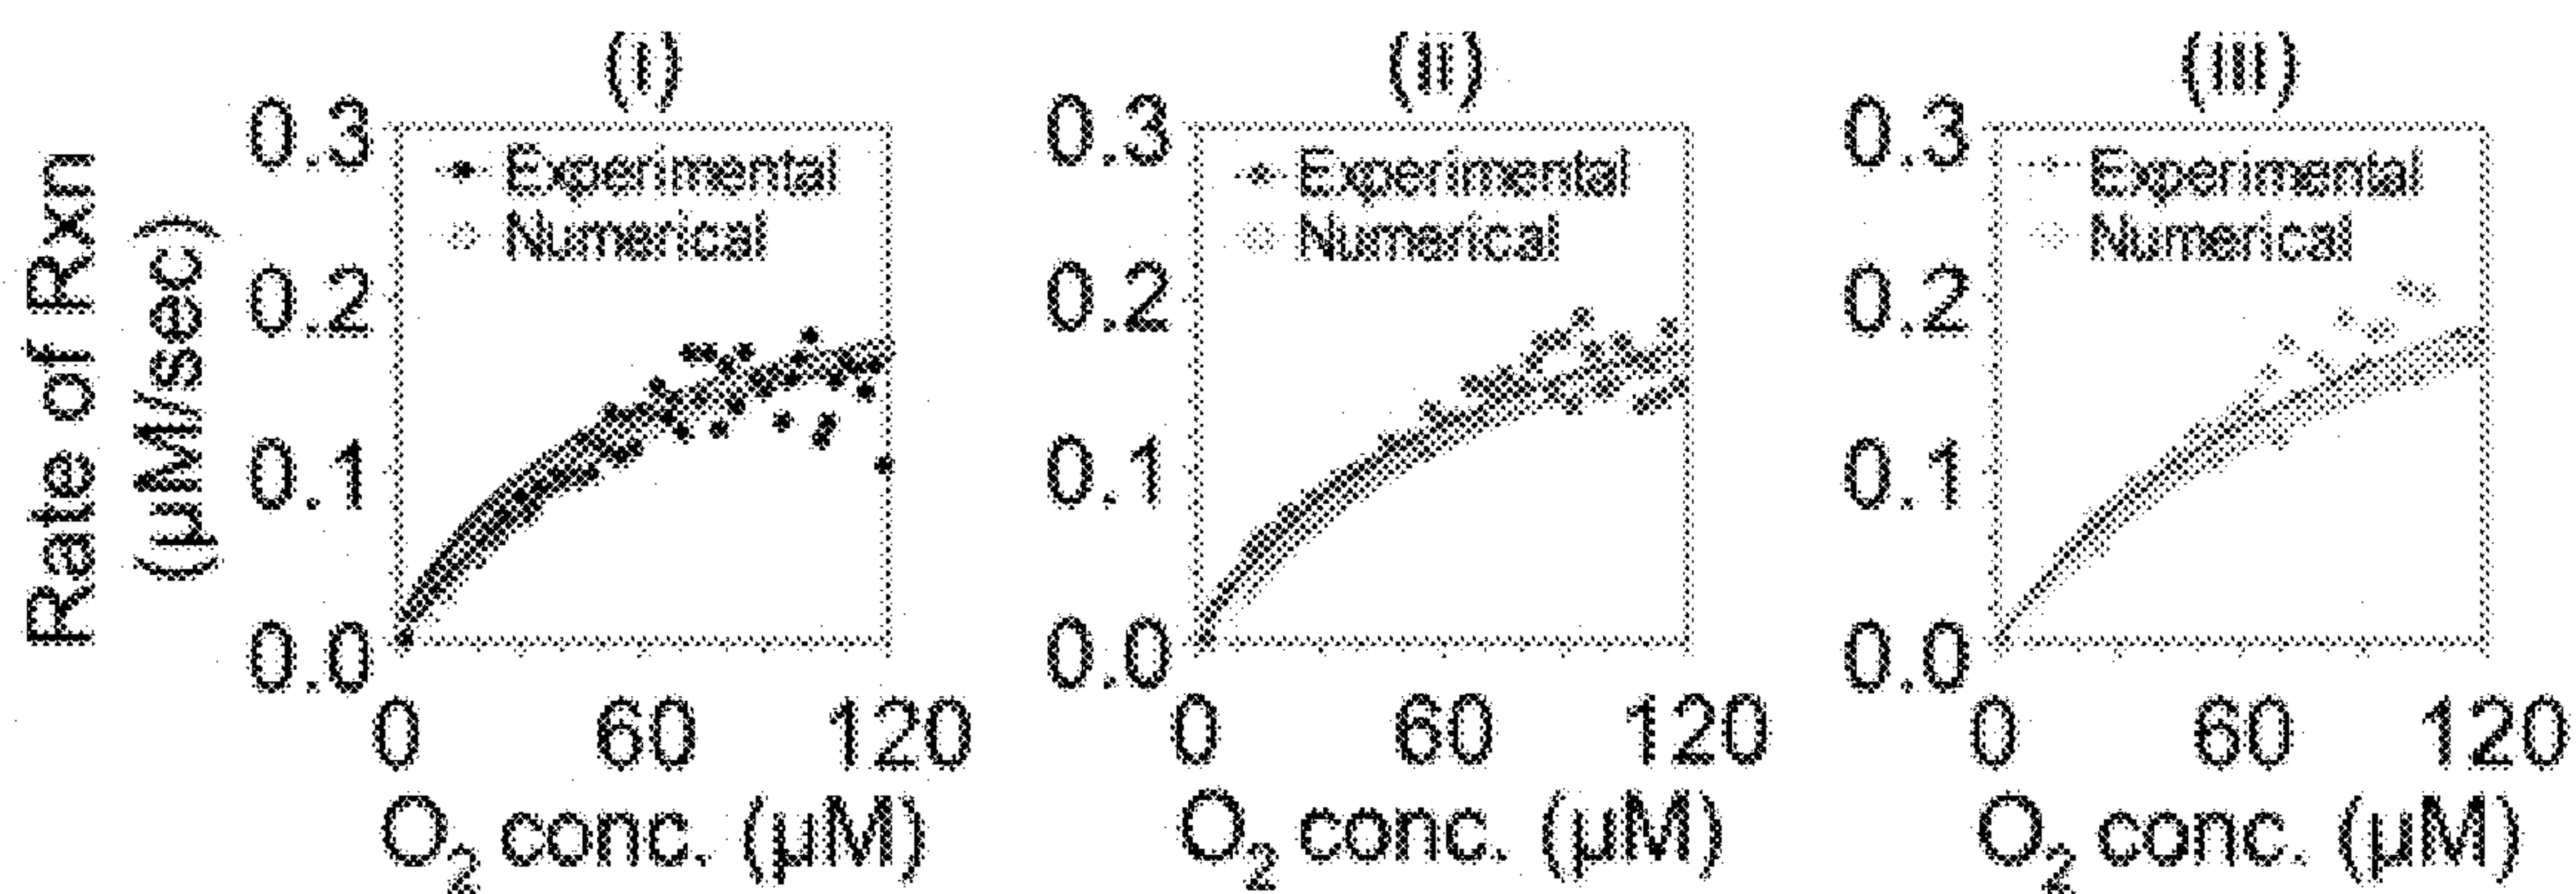 (i) (ii) (iii)
Rate of Rxn
(µM/sec)
0.3
0.2
0.1
0.0
Experimental
Numerical
0 60 120
O₂ conc. (µM)
0.3
0.2
0.1
0.0
Experimental
Numerical
0 60 120
O₂ conc. (µM)
0.3
0.2
0.1
0.0
Experimental
Numerical
0 60 120
O₂ conc. (µM)